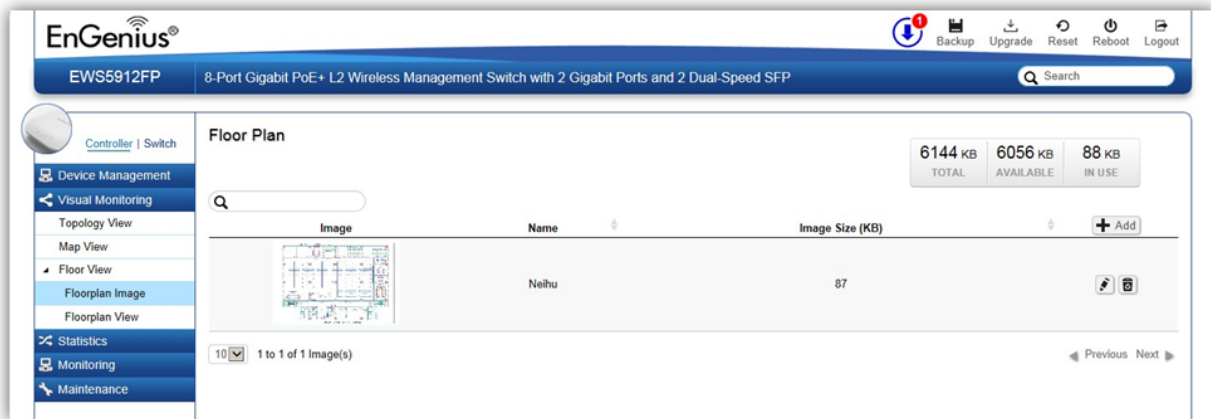 EnGenius®
1
Backup Upgrade Reset Reboot Logout
EWS5912FP
8-Port Gigabit PoE+ L2 Wireless Management Switch with 2 Gigabit Ports and 2 Dual-Speed SFP
Search
Controller | Switch
Device Management
Visual Monitoring
Topology View
Map View
Floor View
Floorplan Image
Floorplan View
Statistics
Monitoring
Maintenance
Floor Plan
6144 KB 6056 KB 88 KB
TOTAL AVAILABLE IN USE
Image Name Image Size (KB) Add
Neihu 87
10 1 to 1 of 1 Image(s) Previous Next